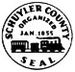 SCHUYLER COUNTY
ORGANIZED
JAN. 1855
SEAL